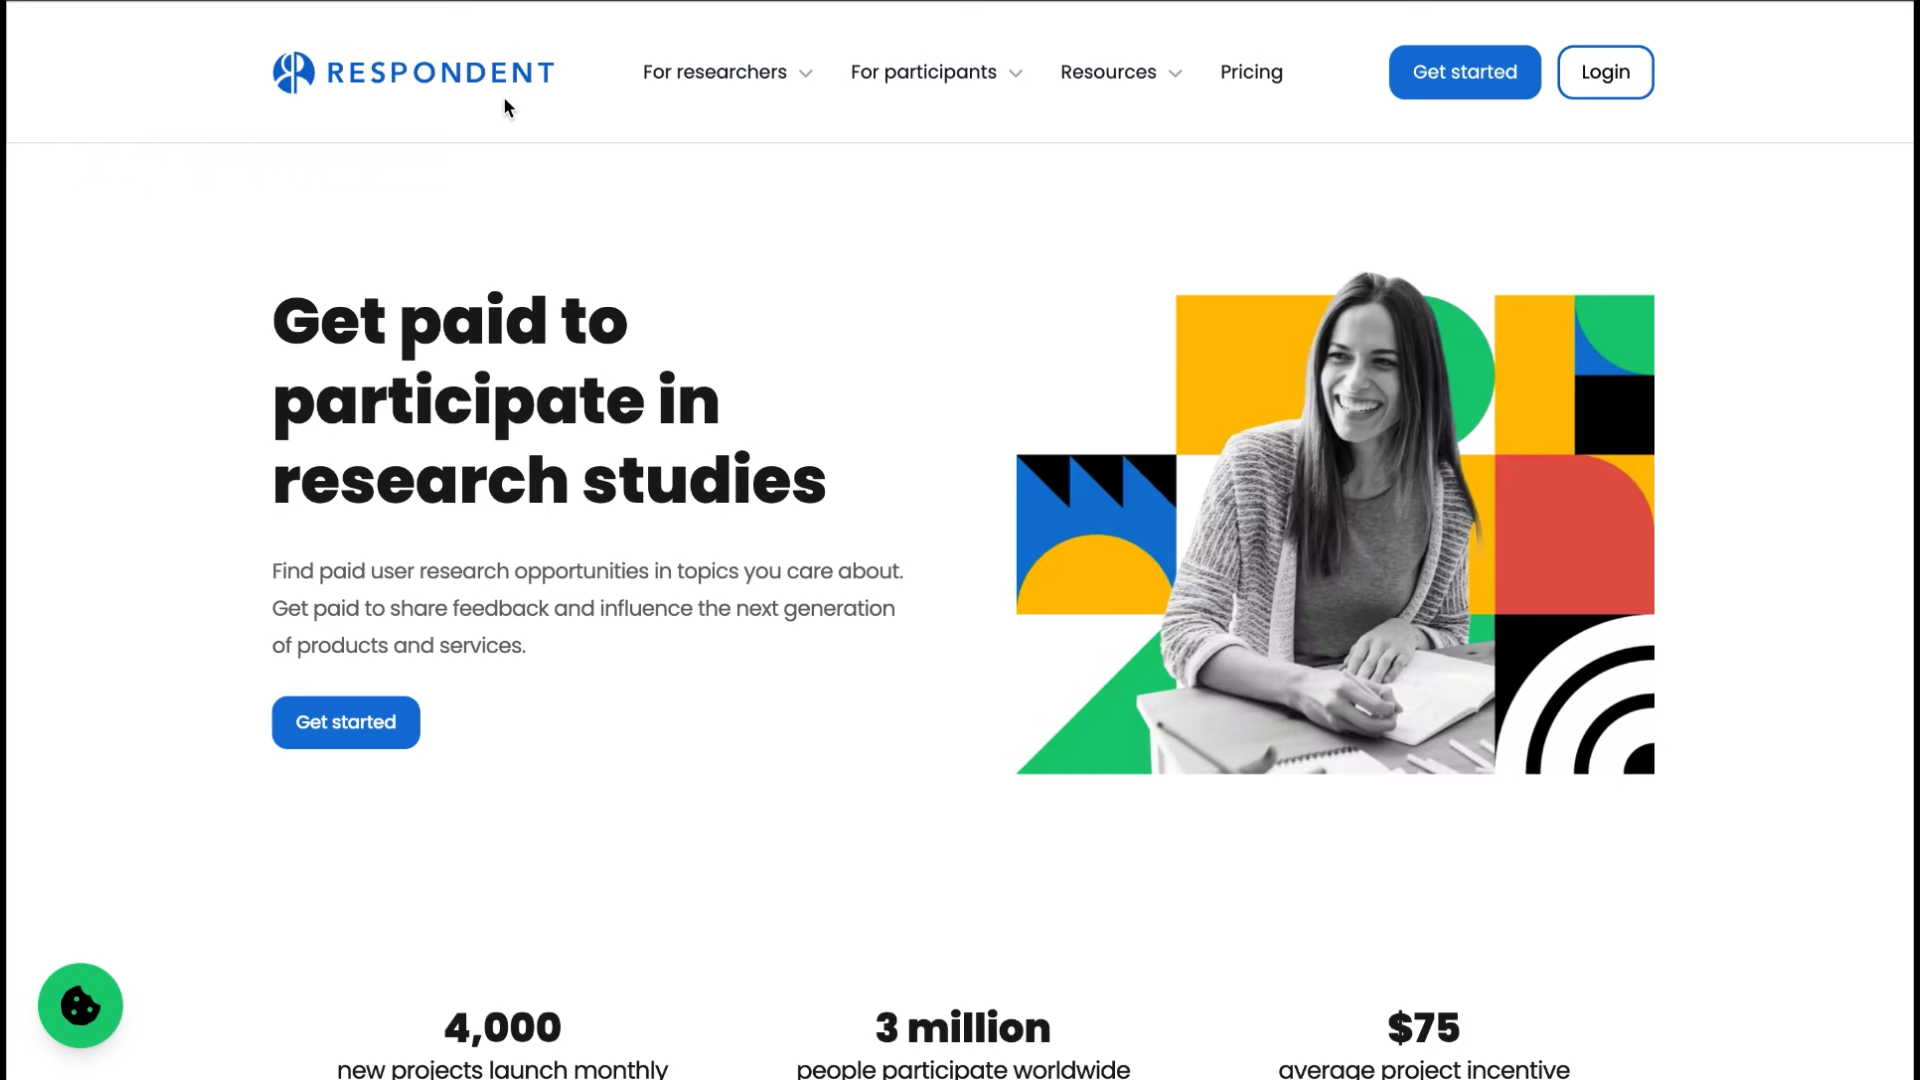 RESPONDENT
For researchers
For participants
Resources
Pricing
Get started
Login
Get paid to
participate in
research studies
Find paid user research opportunities in topics you care about.
Get paid to share feedback and influence the next generation
of products and services.
Get started
4,000
new projects launch monthly
3 million
people participate worldwide
$75
average project incentive